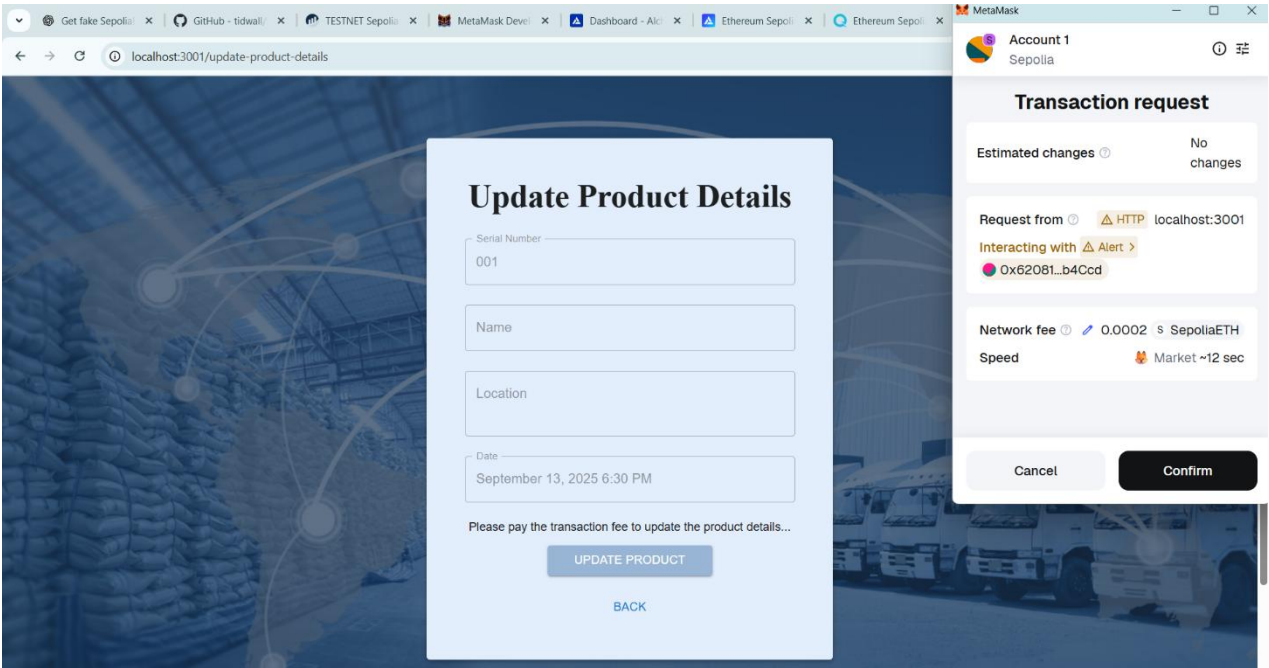 Get fake Sepolia
GitHub - tidwall/
TESTNET Sepolia
MetaMask Devel
Dashboard - Alc
Ethereum Sepoli
Ethereum Sepoli
localhost:3001/update-product-details
Update Product Details
Serial Number
001
Name
Location
Date
September 13, 2025 6:30 PM
Please pay the transaction fee to update the product details...
UPDATE PRODUCT
BACK
MetaMask
S
Account 1
Sepolia
Transaction request
Estimated changes
No
changes
Request from HTTP localhost:3001
Interacting with Alert >
0x62081...b4Ccd
Network fee 0.0002 S SepoliaETH
Speed Market ~12 sec
Cancel
Confirm